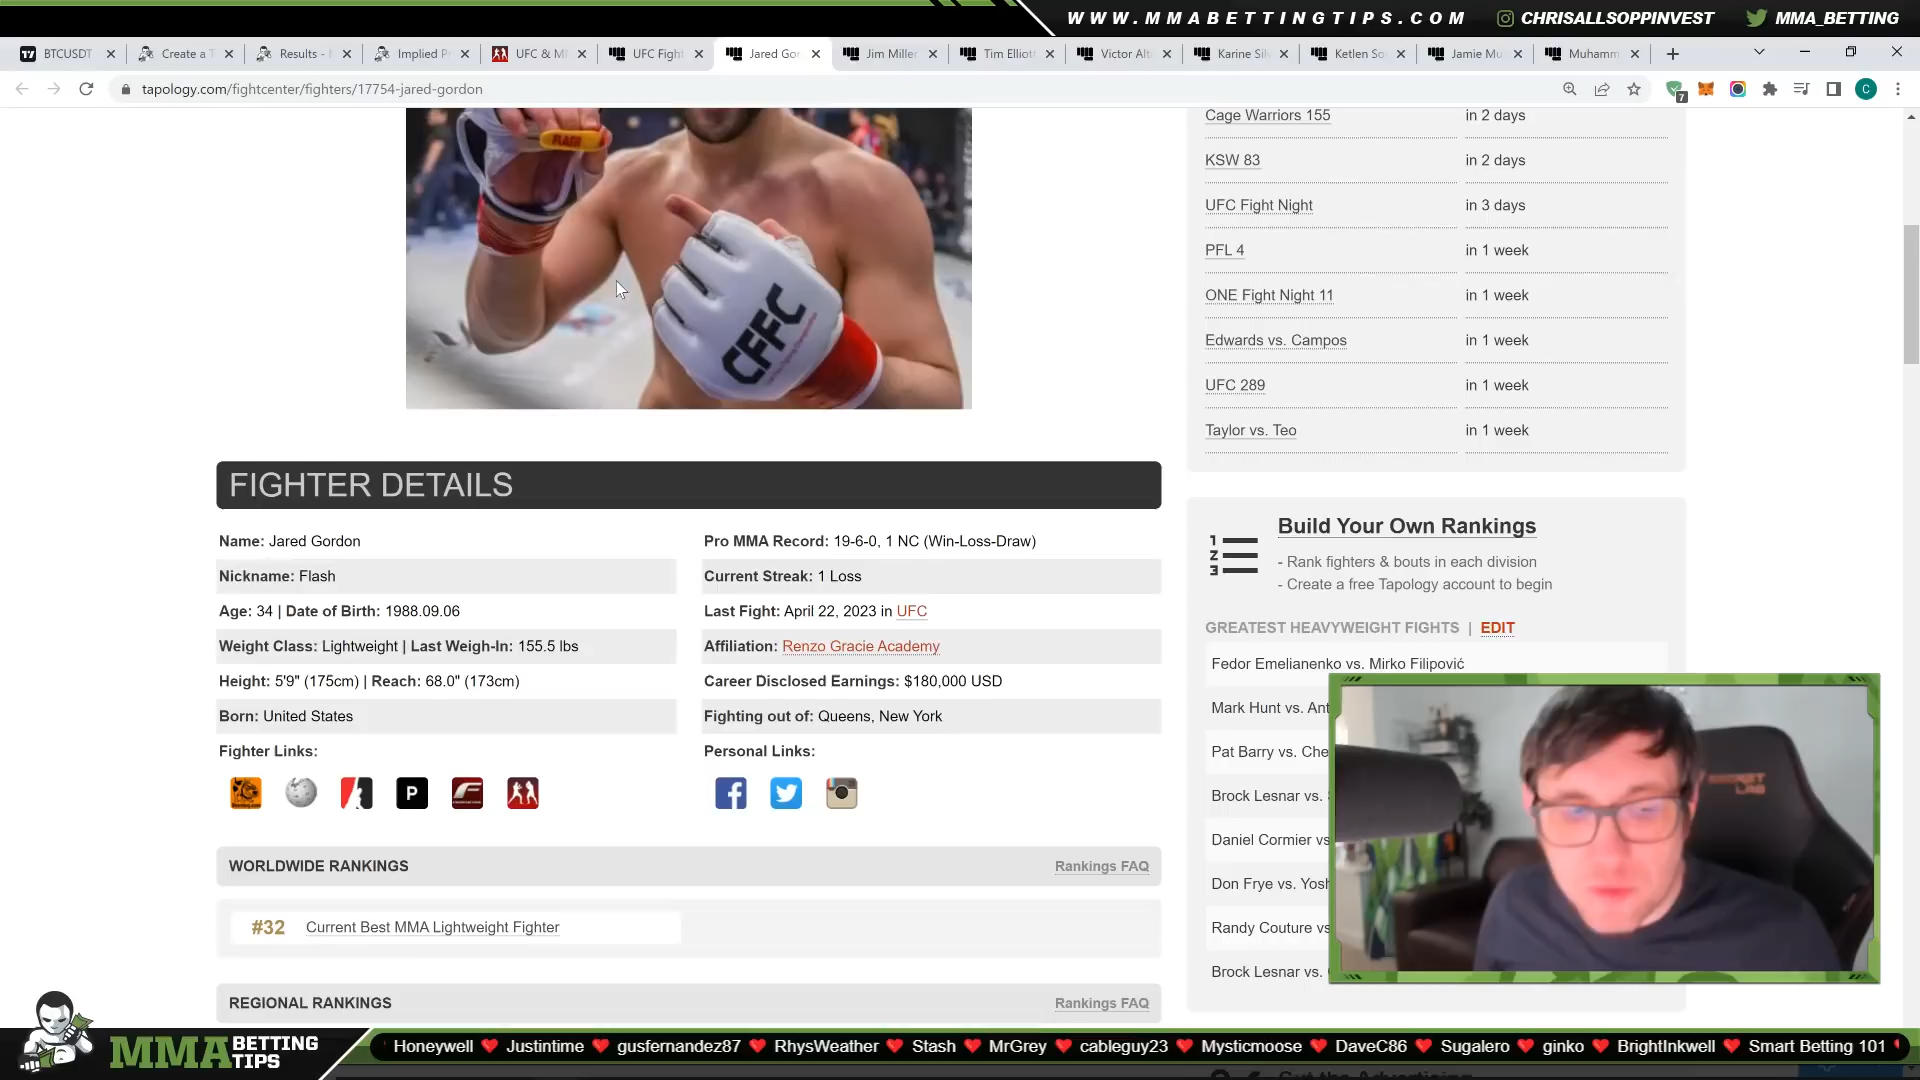 WWW.MMABETTINGTIPS.COM CHRISALLSOPPINVEST MMA_BETTING
BTCUSDT Create a T Results - Implied P UFC & M UFC Fight Jared Go Jim Miller Tim Elliot Victor Alt Karine Sil Ketlen So Jamie Mu Muhamm
tapology.com/fightcenter/fighters/17754-jared-gordon
7
C
FLASH
CFFC
Cage Warriors 155 in 2 days
KSW 83 in 2 days
UFC Fight Night in 3 days
PFL 4 in 1 week
ONE Fight Night 11 in 1 week
Edwards vs. Campos in 1 week
UFC 289 in 1 week
Taylor vs. Teo in 1 week
FIGHTER DETAILS
Name: Jared Gordon
Pro MMA Record: 19-6-0, 1 NC (Win-Loss-Draw)
Nickname: Flash
Current Streak: 1 Loss
Age: 34 | Date of Birth: 1988.09.06
Last Fight: April 22, 2023 in UFC
Weight Class: Lightweight | Last Weigh-In: 155.5 lbs
Affiliation: Renzo Gracie Academy
Height: 5'9" (175cm) | Reach: 68.0" (173cm)
Career Disclosed Earnings: $180,000 USD
Born: United States
Fighting out of: Queens, New York
Fighter Links:
Personal Links:
P
WORLDWIDE RANKINGS Rankings FAQ
#32 Current Best MMA Lightweight Fighter
REGIONAL RANKINGS Rankings FAQ
1
2
3
Build Your Own Rankings
- Rank fighters & bouts in each division
- Create a free Tapology account to begin
GREATEST HEAVYWEIGHT FIGHTS | EDIT
Fedor Emelianenko vs. Mirko Filipović
Mark Hunt vs. Ant
Pat Barry vs. Che
Brock Lesnar vs.
Daniel Cormier vs
Don Frye vs. Yosh
Randy Couture vs
Brock Lesnar vs.
MMA BETTING TIPS
Honeywell Justintime gusfernandez87 RhysWeather Stash MrGrey cableguy23 Mysticmoose DaveC86 Sugalero ginko BrightInkwell Smart Betting 101